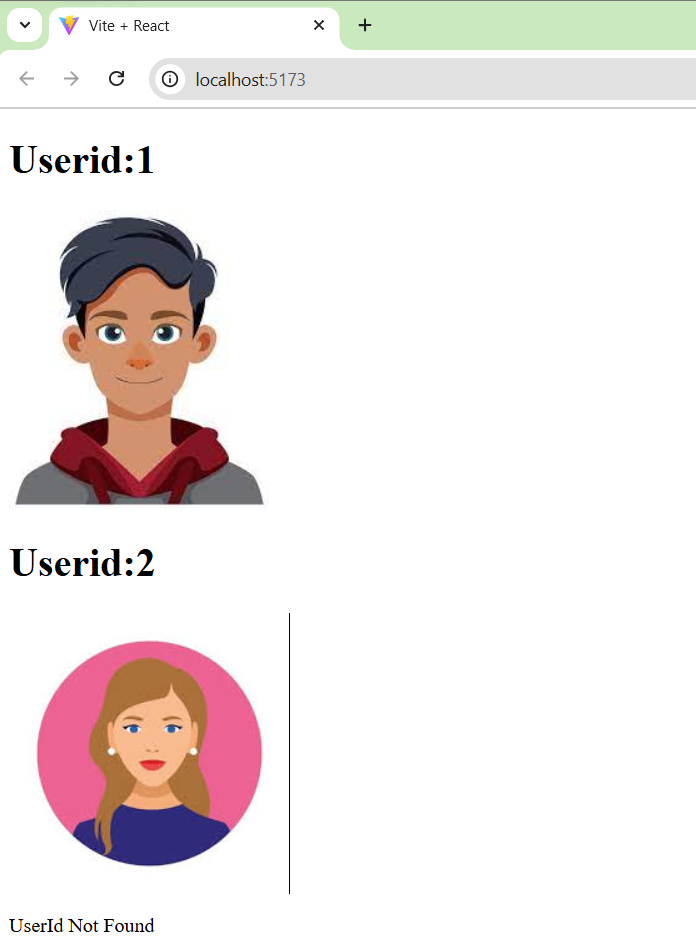 Vite + React
localhost:5173
Userid:1
Userid:2
UserId Not Found